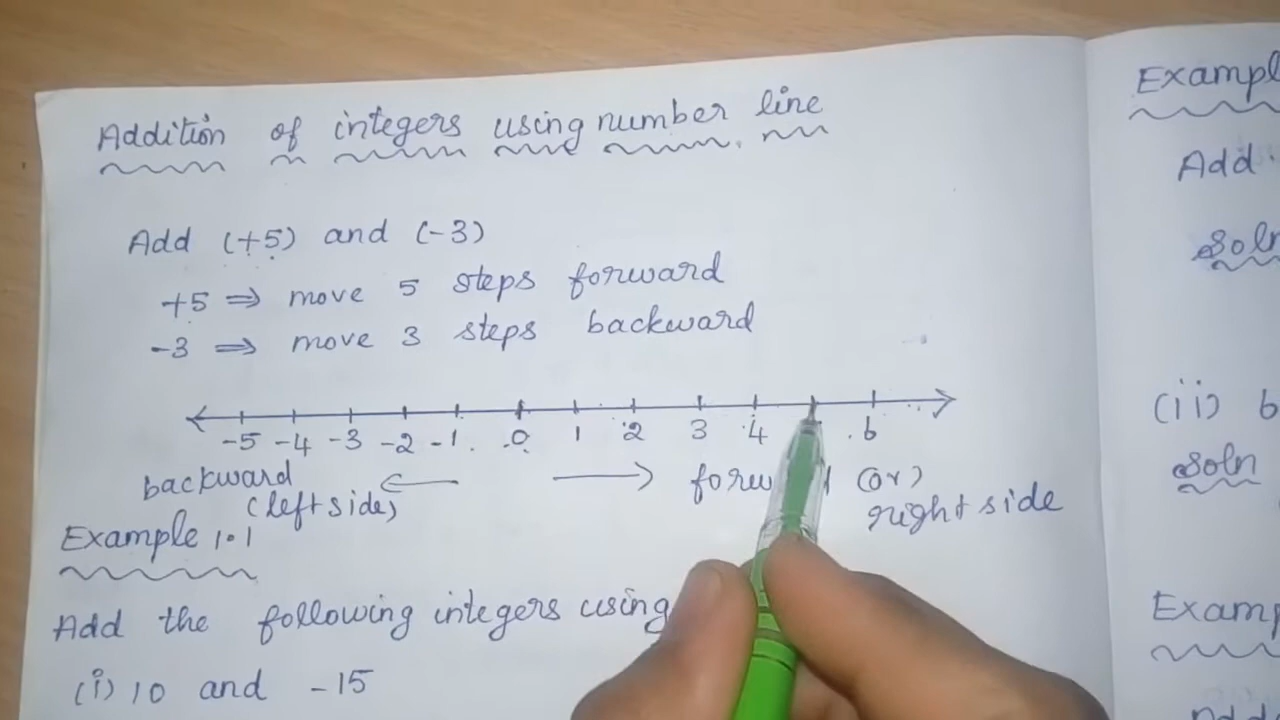 Addition of integers using number line
Add (+5) and (-3)
+5 ⇒ move 5 steps forward
-3 ⇒ move 3 steps backward
-5 -4 -3 -2 -1 0 1 2 3 4 6
backward
(left side)
(or)
right side
Example 1.1
Add the following integers using
(i) 10 and -15
Add
Soln
(ii)
Soln